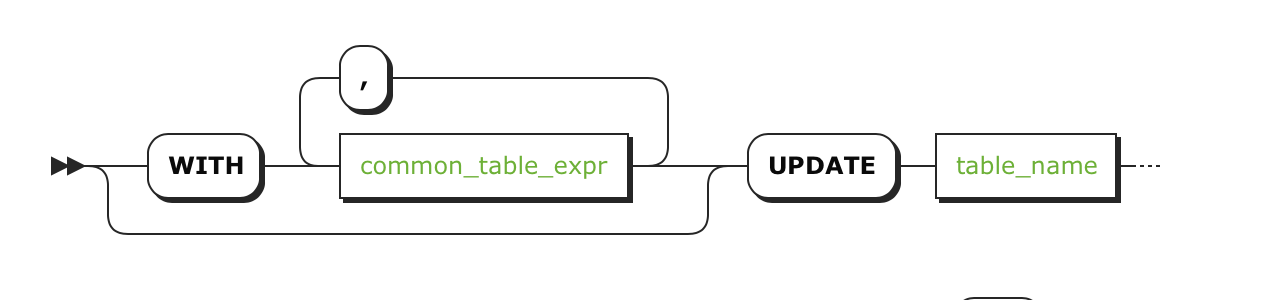 ,
WITH common_table_expr UPDATE table_name